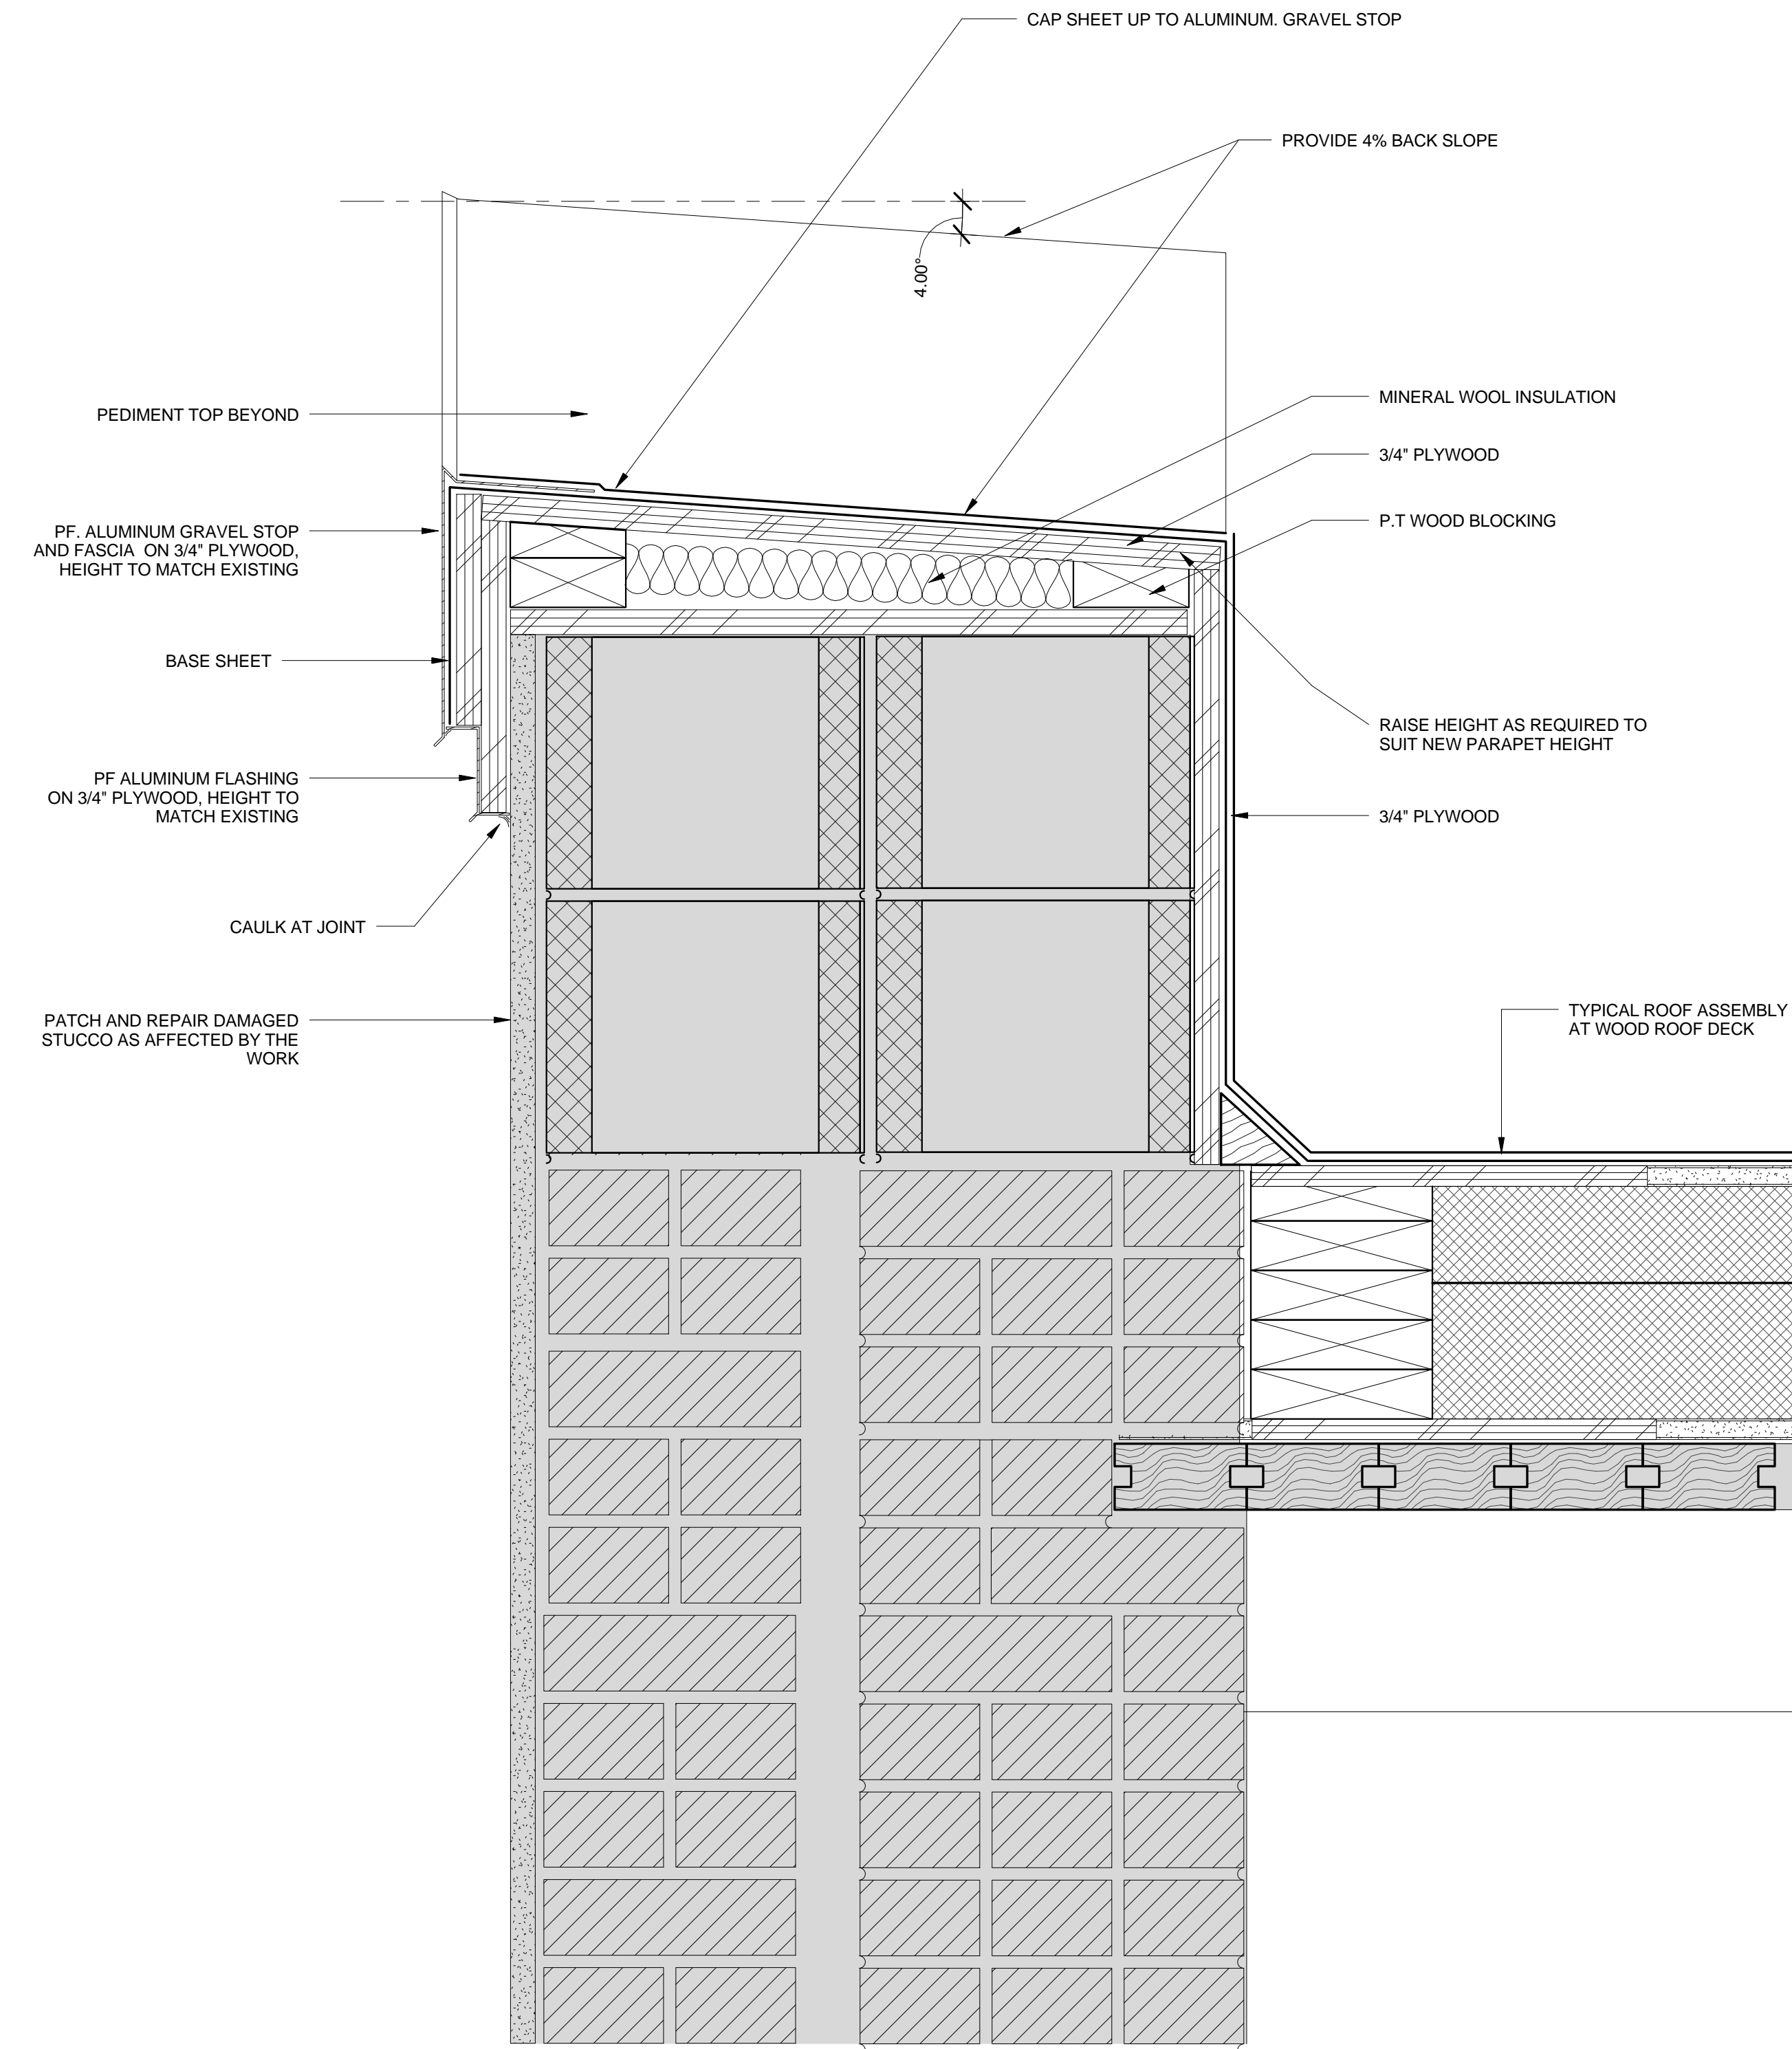 CAP SHEET UP TO ALUMINUM. GRAVEL STOP
PROVIDE 4% BACK SLOPE
4.00°
PEDIMENT TOP BEYOND
MINERAL WOOL INSULATION
3/4" PLYWOOD
P.T WOOD BLOCKING
PF. ALUMINUM GRAVEL STOP
AND FASCIA ON 3/4" PLYWOOD,
HEIGHT TO MATCH EXISTING
BASE SHEET
RAISE HEIGHT AS REQUIRED TO
SUIT NEW PARAPET HEIGHT
PF ALUMINUM FLASHING
ON 3/4" PLYWOOD, HEIGHT TO
MATCH EXISTING
3/4" PLYWOOD
CAULK AT JOINT
TYPICAL ROOF ASSEMBLY
AT WOOD ROOF DECK
PATCH AND REPAIR DAMAGED
STUCCO AS AFFECTED BY THE
WORK